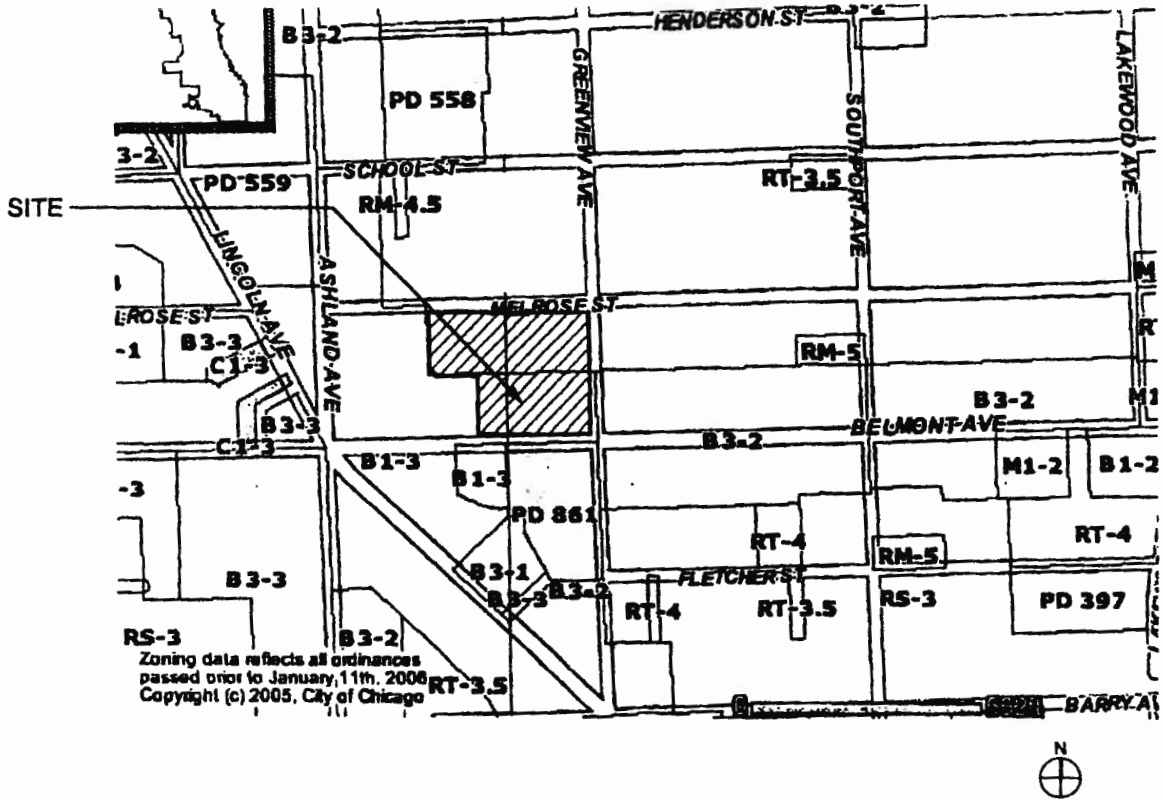 HENDERSON ST
B3-2
B3-2
GREENVIEW AVE
LAKEWOOD AVE
PD 558
SOUTHPORT AVE
3-2
SCHOOL ST
PD 559
RT-3.5
SITE
RM-4.5
LINCOLN AVE
ASHLAND AVE
M
MELROSE ST
LROSE ST
B3-3
-1
C1-3
RM-5
B3-2
M1
B3-3
BELMONT AVE
C1-3
B3-2
B1-3
B1-3
M1-2
B1-2
-3
PD 861
RT-4
RT-4
RM-5
B3-3
B3-1
FLETCHER ST
B3-3
B3-2
RT-4
RT-3.5
RS-3
PD 397
RS-3
B3-2
Zoning data reflects all ordinances
passed prior to January, 11th, 2006
Copyright (c) 2005, City of Chicago
RT-3.5
BARRY A
N